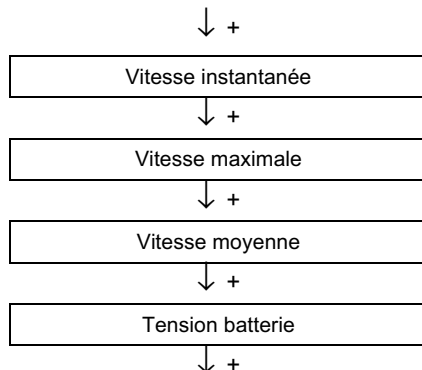 ↓ +
Vitesse instantanée
↓ +
Vitesse maximale
↓ +
Vitesse moyenne
↓ +
Tension batterie
↓ +